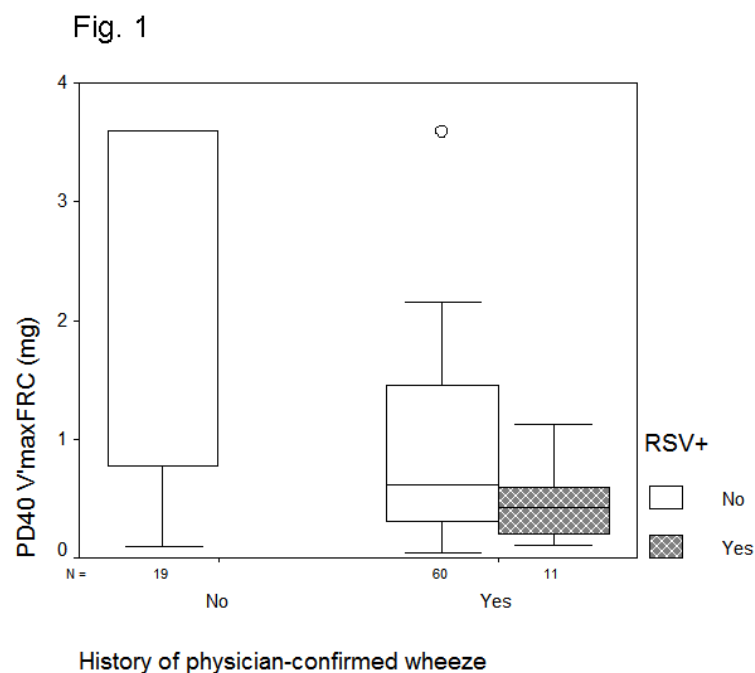 Fig. 1
4
3
2
1
0
PD40 V'maxFRC (mg)
N = 19 60 11
No Yes
History of physician-confirmed wheeze
RSV+
No
Yes